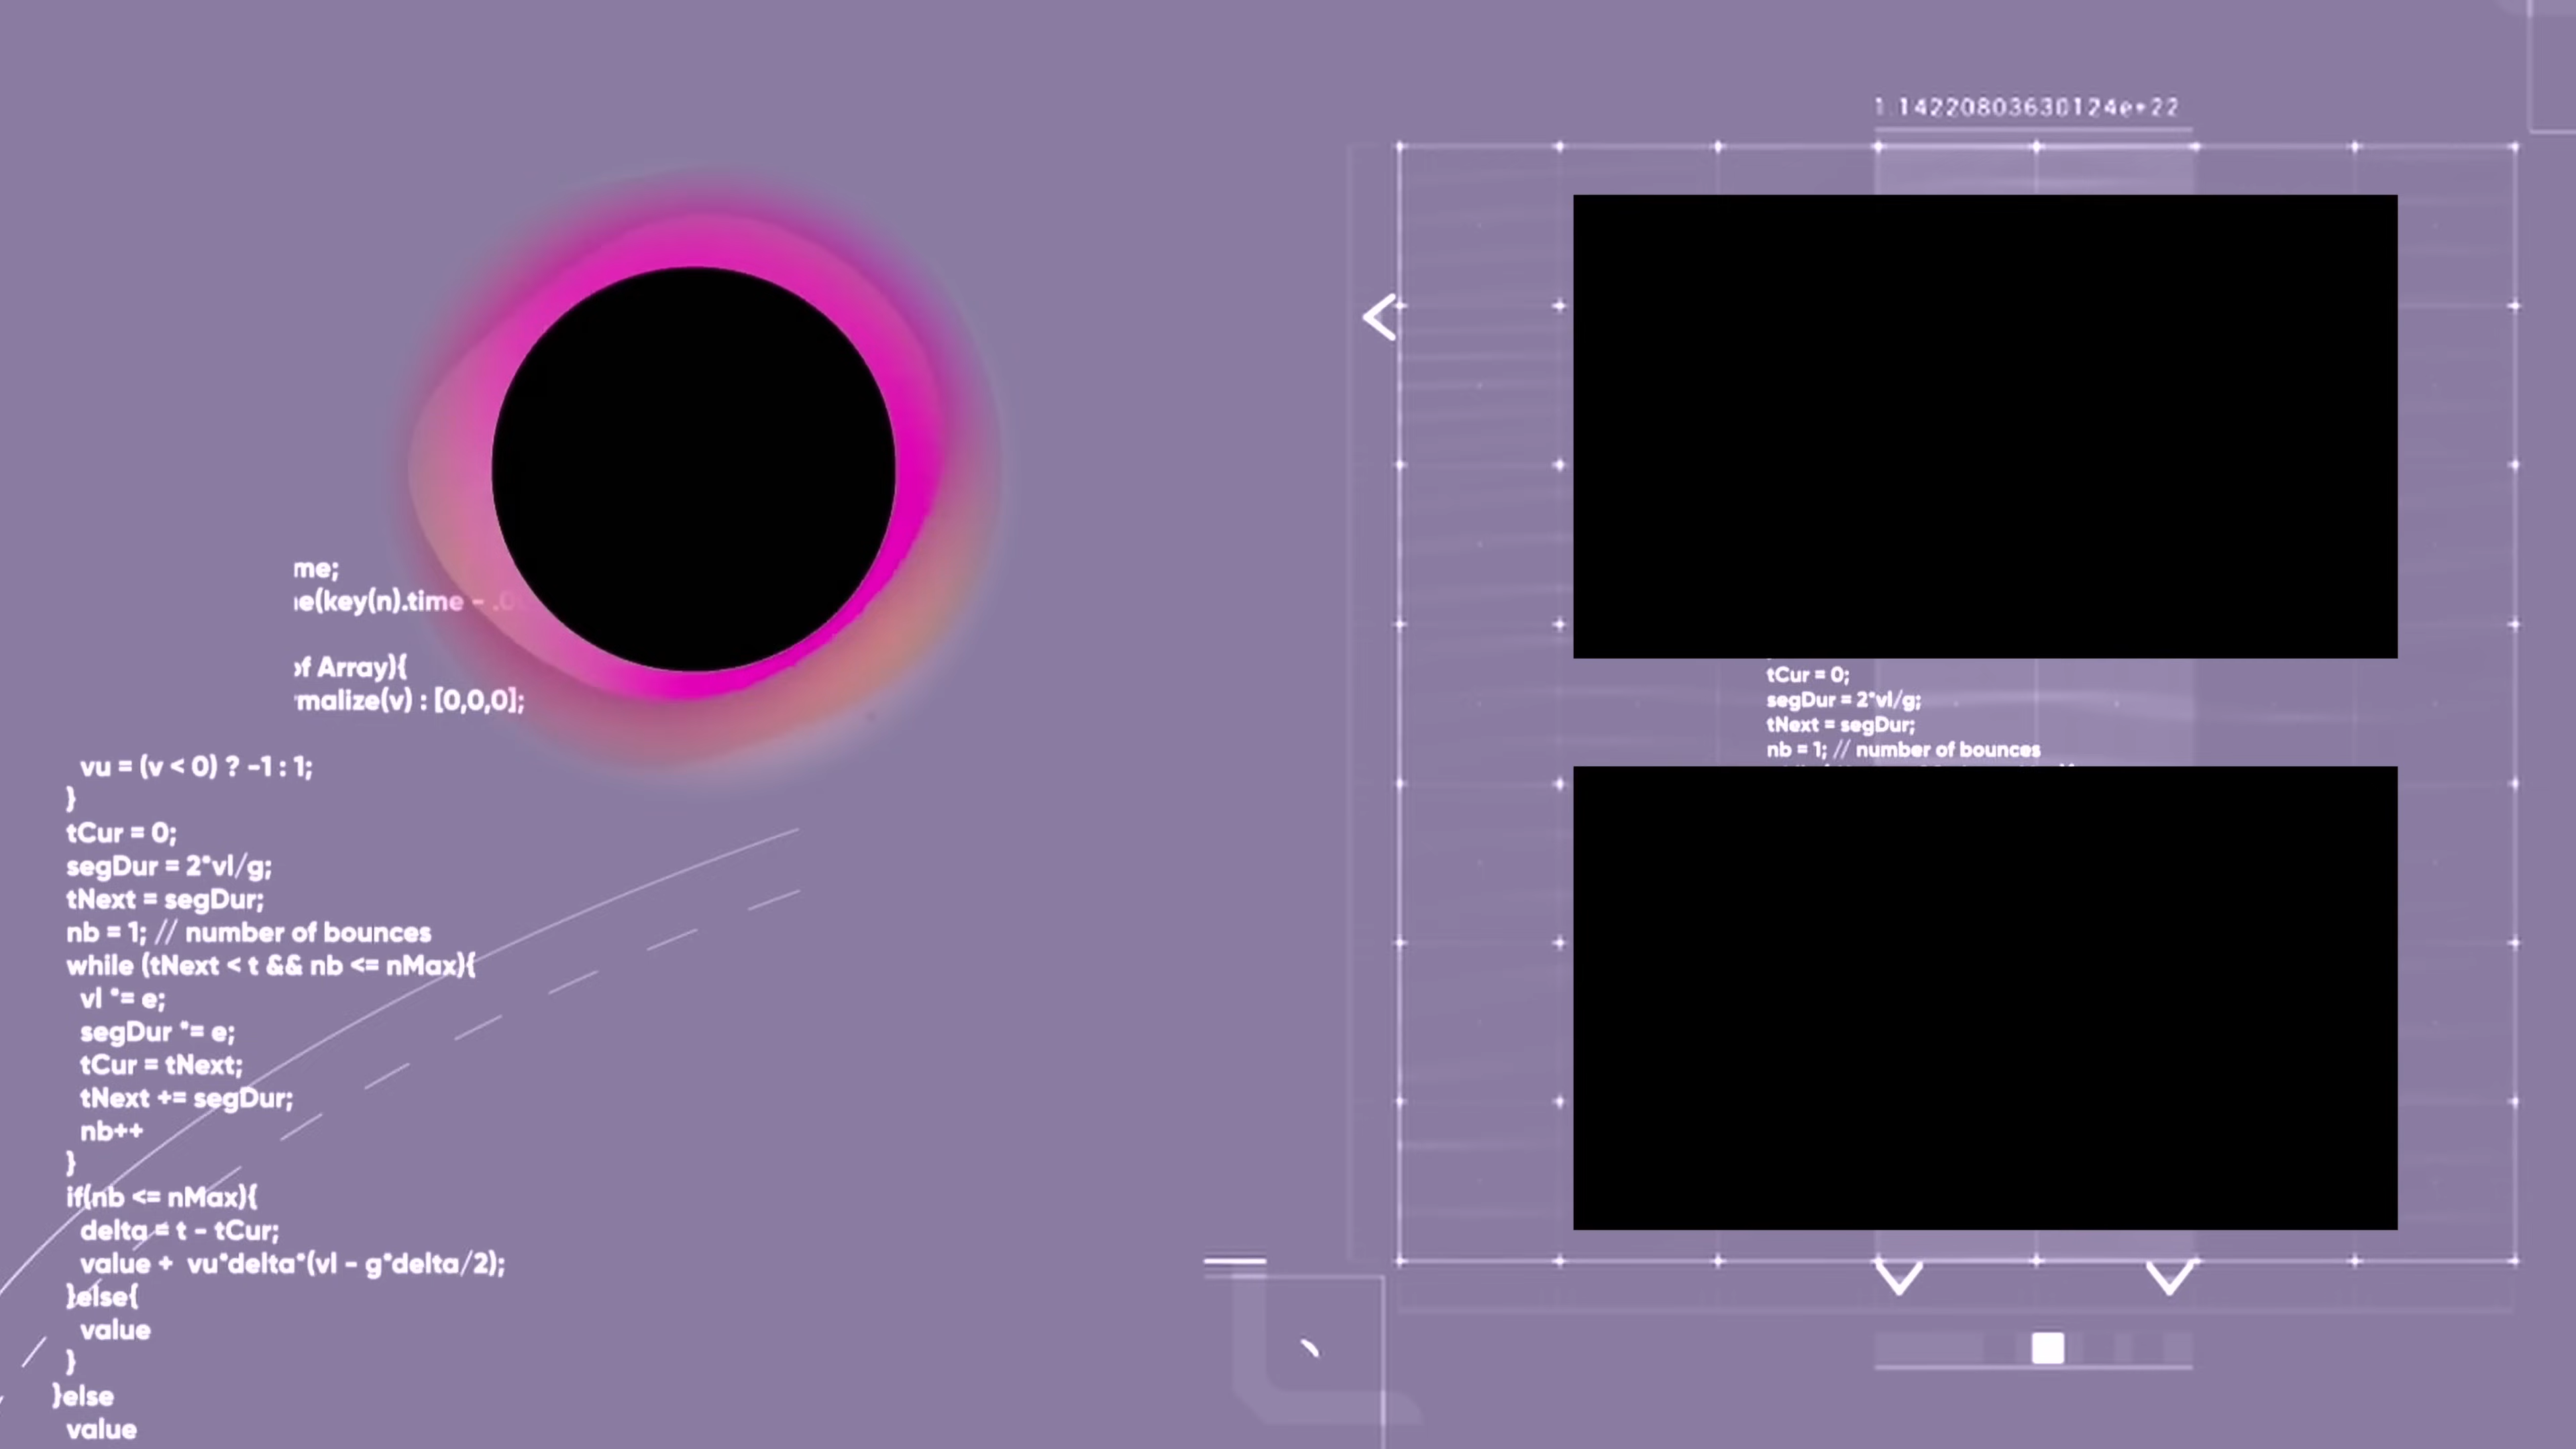 1.14220803630124e+22
me;
e(key(n).time -
of Array){
malize(v) : [0,0,0];
vu = (v < 0) ? -1 : 1;
}
tCur = 0;
segDur = 2*vl/g;
tNext = segDur;
nb = 1; // number of bounces
while (tNext < t && nb <= nMax){
vl *= e;
segDur *= e;
tCur = tNext;
tNext += segDur;
nb++
}
if(nb <= nMax){
delta = t - tCur;
value + vu*delta*(vl - g*delta/2);
}else{
value
}
}else
value
tCur = 0;
segDur = 2*vl/g;
tNext = segDur;
nb = 1; // number of bounces